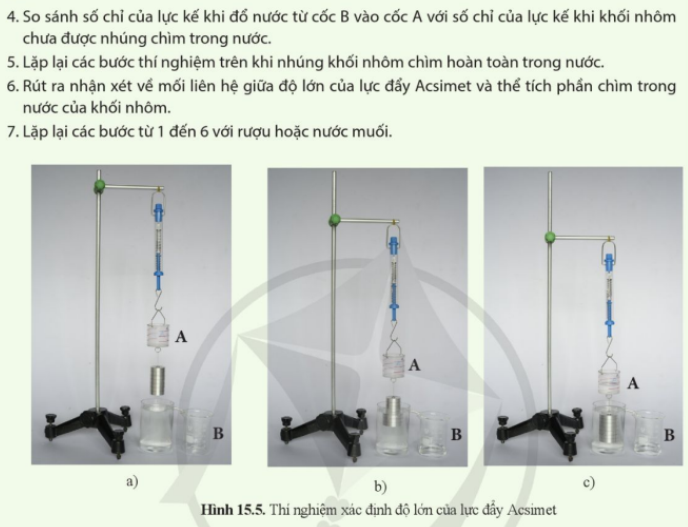 4. So sánh số chỉ của lực kế khi đổ nước từ cốc B vào cốc A với số chỉ của lực kế khi khối nhôm
chưa được nhúng chìm trong nước.
5. Lặp lại các bước thí nghiệm trên khi nhúng khối nhôm chìm hoàn toàn trong nước.
6. Rút ra nhận xét về mối liên hệ giữa độ lớn của lực đẩy Acsimet và thể tích phần chìm trong
nước của khối nhôm.
7. Lặp lại các bước từ 1 đến 6 với rượu hoặc nước muối.
A
B
A
B
A
B
a)
b)
c)
Hình 15.5. Thí nghiệm xác định độ lớn của lực đẩy Acsimet